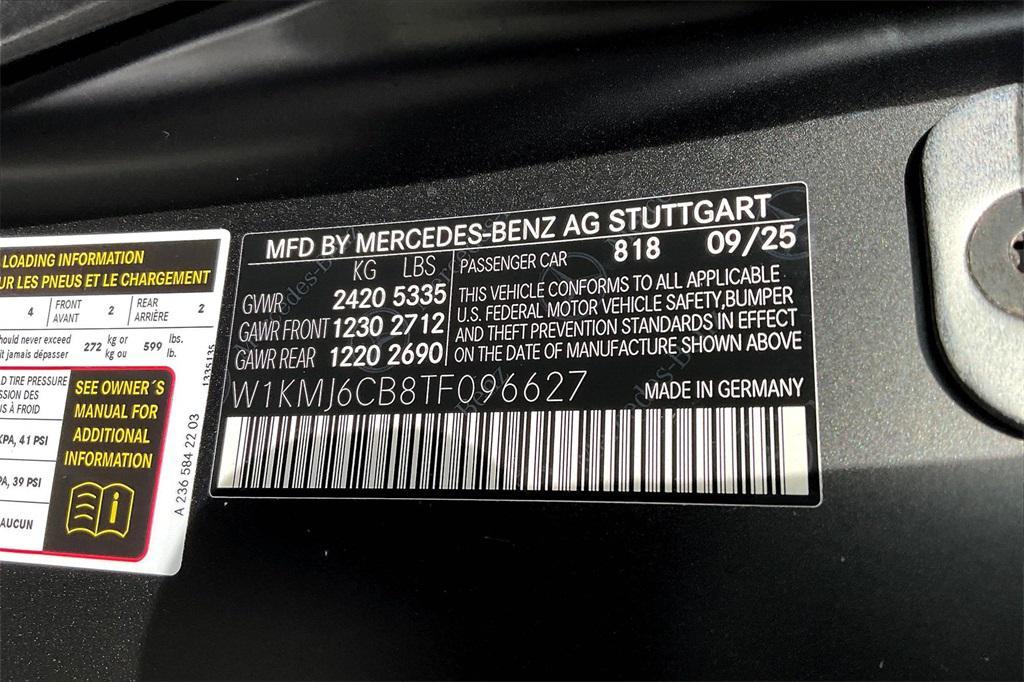 LOADING INFORMATION
UR LES PNEUS ET LE CHARGEMENT
4 FRONT AVANT 2 REAR ARRIÈRE 2
ould never exceed 272 kg or 599 lbs.
it jamais dépasser kg ou lb.
D TIRE PRESSURE
SSION DES
S À FROID
KPA, 41 PSI
PA, 39 PSI
AUCUN
SEE OWNER´S
MANUAL FOR
ADDITIONAL
INFORMATION
1335135
A 236 584 22 03
MFD BY MERCEDES-BENZ AG STUTTGART
KG LBS
GVWR 2420 5335
GAWR FRONT 1230 2712
GAWR REAR 1220 2690
PASSENGER CAR 818 09/25
THIS VEHICLE CONFORMS TO ALL APPLICABLE
U.S. FEDERAL MOTOR VEHICLE SAFETY,BUMPER
AND THEFT PREVENTION STANDARDS IN EFFECT
ON THE DATE OF MANUFACTURE SHOWN ABOVE
W1KMJ6CB8TF096627
MADE IN GERMANY